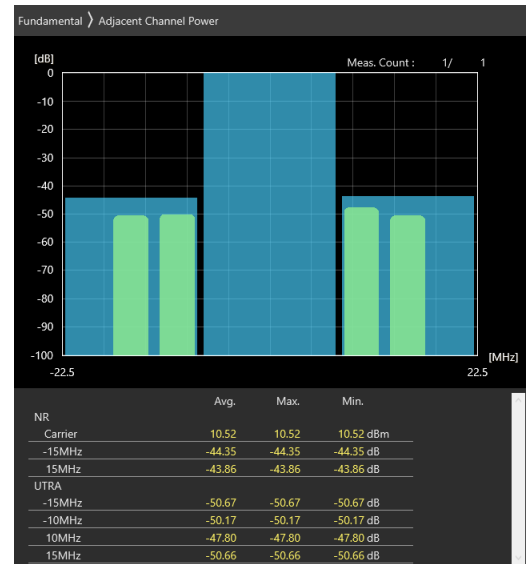 Fundamental 〉 Adjacent Channel Power
[dB] Meas. Count : 1/ 1
0
-10
-20
-30
-40
-50
-60
-70
-80
-90
-100 [MHz]
-22.5 22.5
Avg. Max. Min.
NR
Carrier 10.52 10.52 10.52 dBm
-15MHz -44.35 -44.35 -44.35 dB
15MHz -43.86 -43.86 -43.86 dB
UTRA
-15MHz -50.67 -50.67 -50.67 dB
-10MHz -50.17 -50.17 -50.17 dB
10MHz -47.80 -47.80 -47.80 dB
15MHz -50.66 -50.66 -50.66 dB